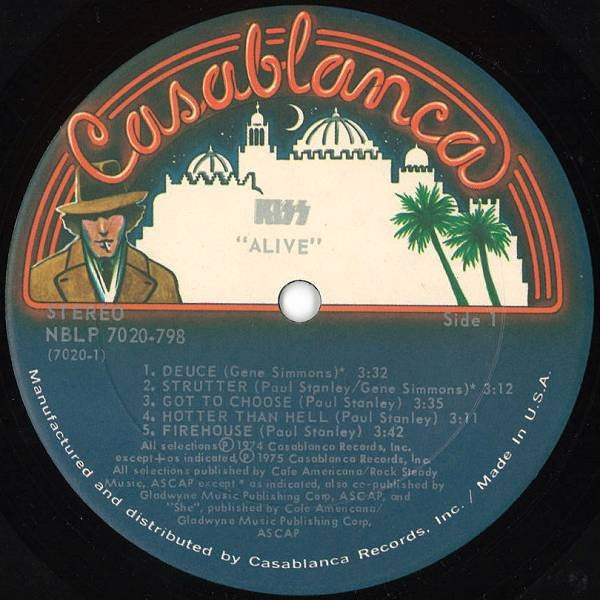 Casablanca
KISS
"ALIVE"
STEREO
NBLP 7020-798
(7020-1)
Side 1
1. DEUCE (Gene Simmons)* 3:32
2. STRUTTER (Paul Stanley/Gene Simmons)* 3:12
3. GOT TO CHOOSE (Paul Stanley) 3:35
4. HOTTER THAN HELL (Paul Stanley) 3:11
5. FIREHOUSE (Paul Stanley) 3:42
All selections Ⓟ 1974 Casablanca Records, Inc.
except + as indicated, Ⓟ 1975 Casablanca Records, Inc.
All selections published by Cafe Americana/Rock Steady
Music, ASCAP except * as indicated, also co-published by
Gladwyne Music Publishing Corp, ASCAP, and
"She", published by Cafe Americana/
Gladwyne Music Publishing Corp,
ASCAP
Manufactured and distributed by Casablanca Records, Inc. / Made In U.S.A.